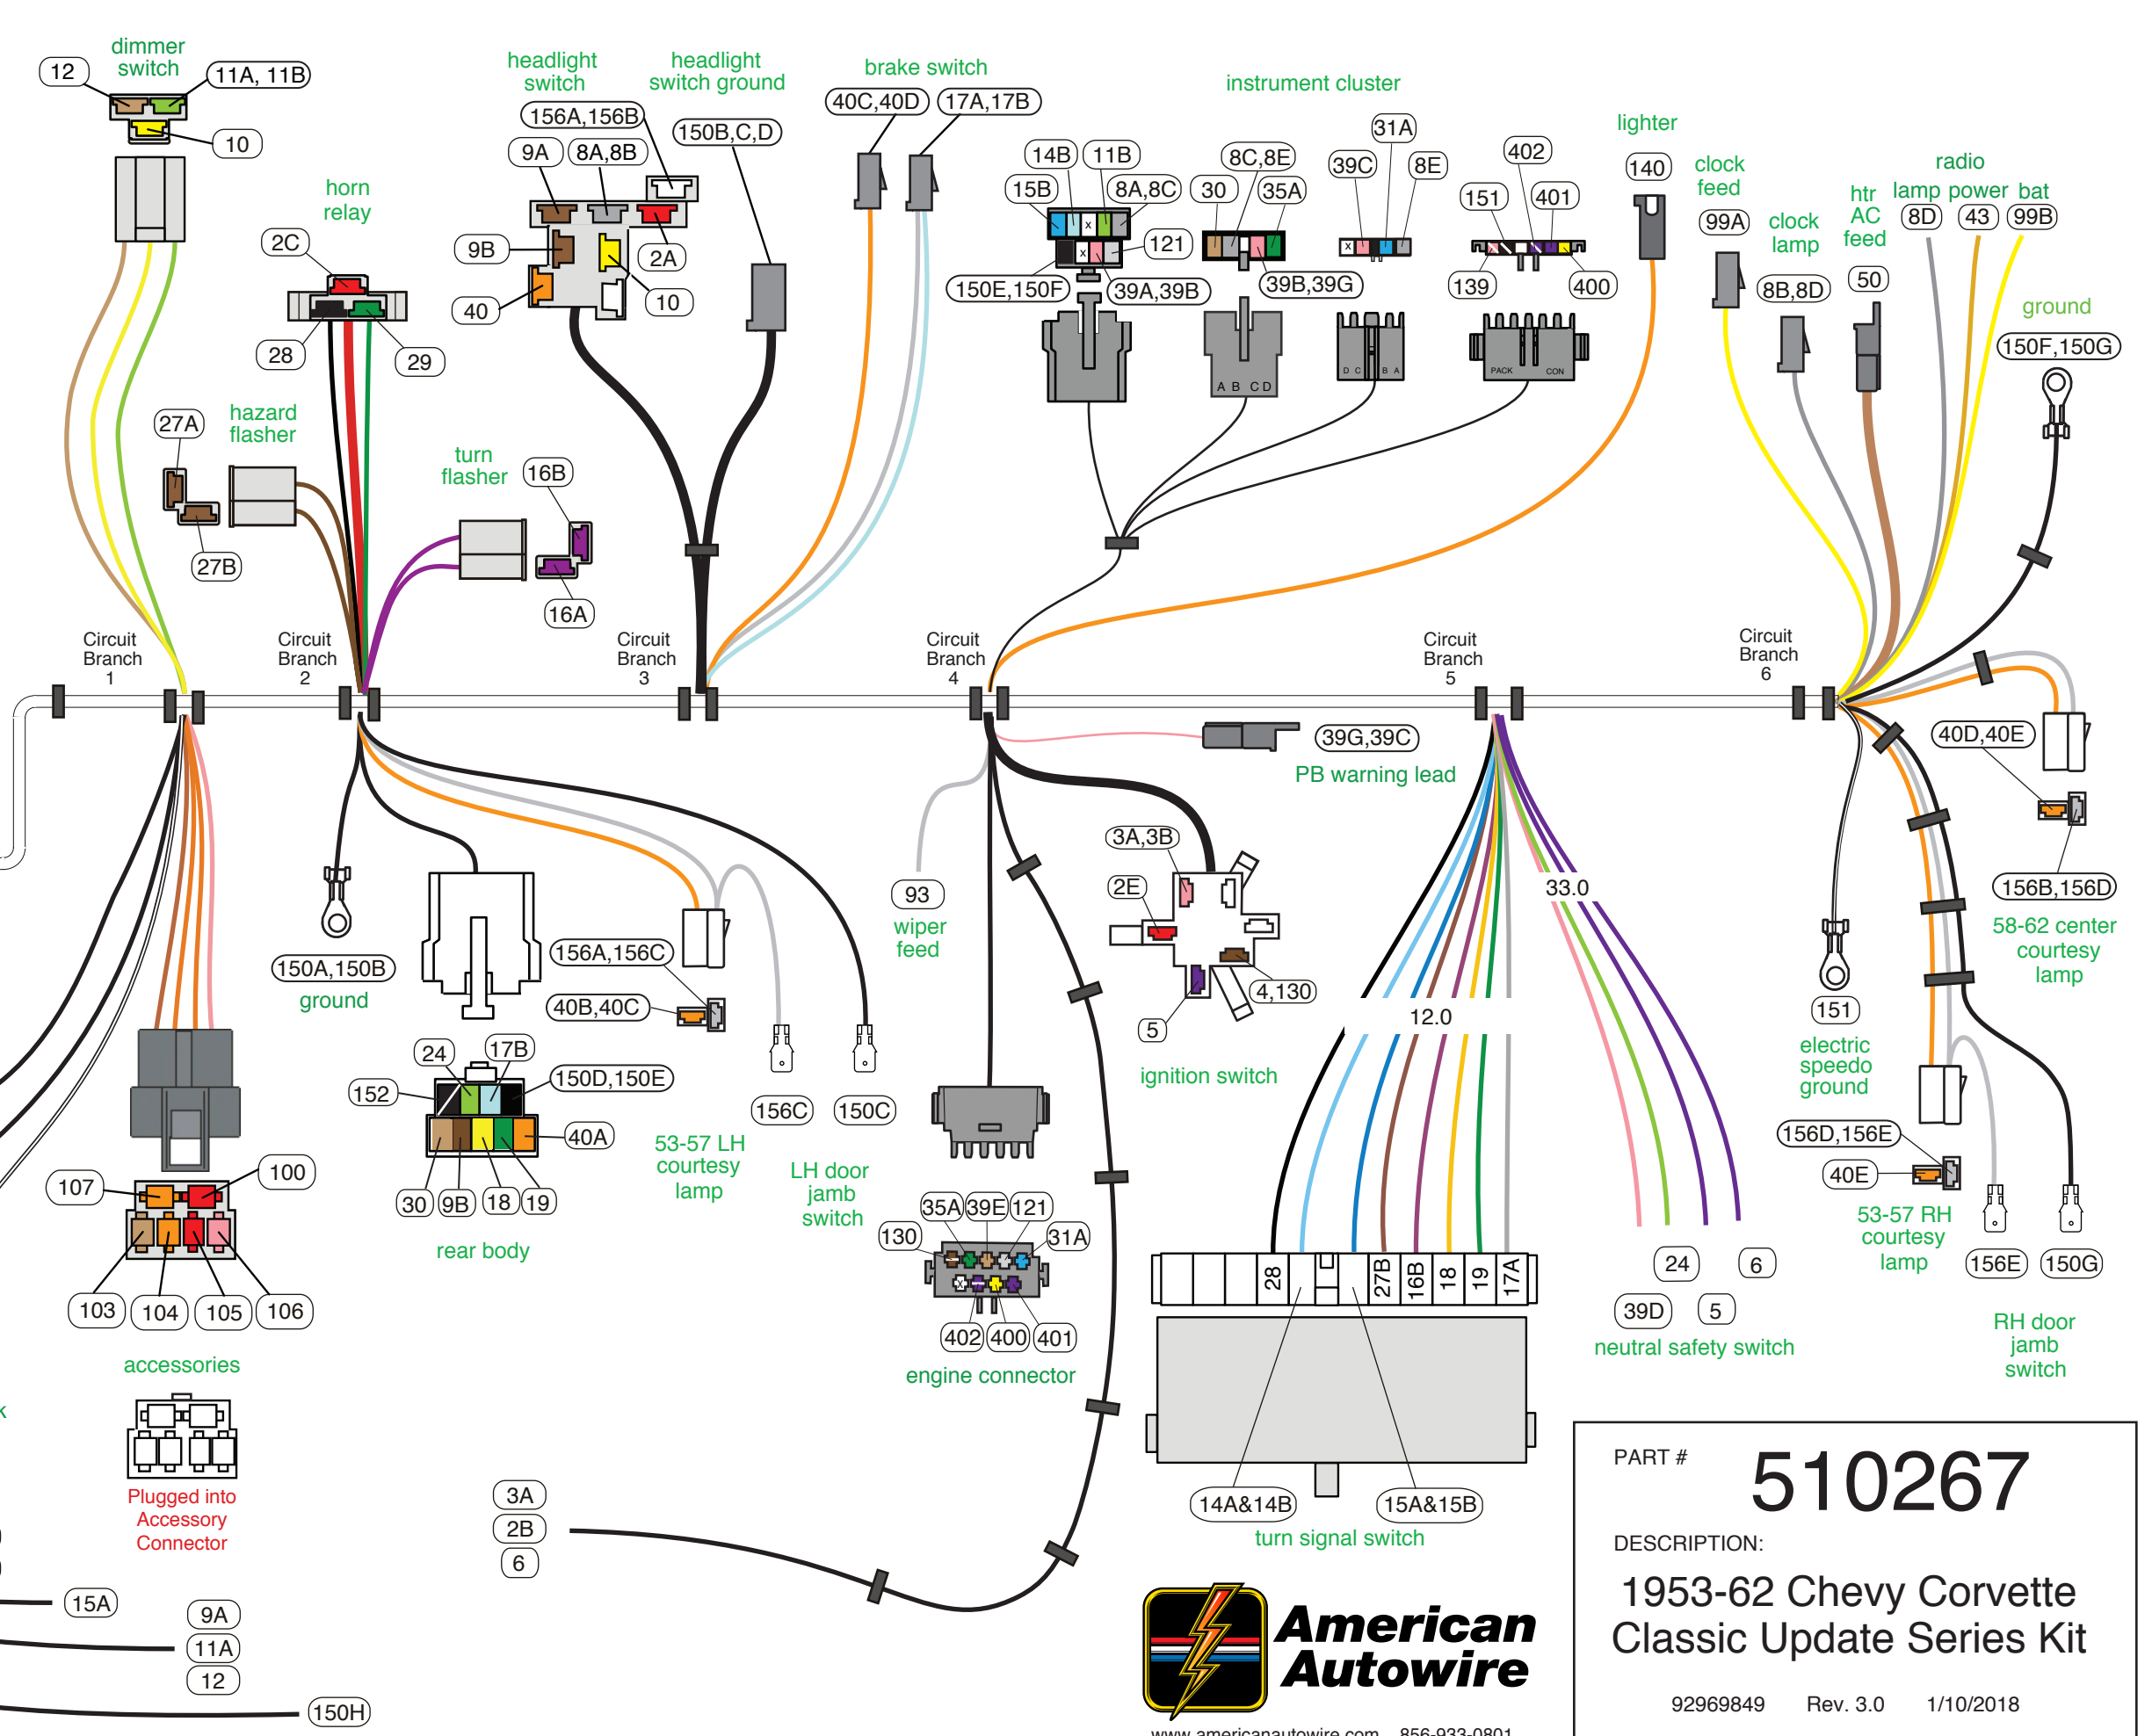 dimmer
switch
12
11A, 11B
10
horn
relay
2C
28
29
hazard
flasher
27A
27B
turn
flasher
16B
16A
headlight
switch
156A,156B
9A
8A,8B
9B
2A
40
10
headlight
switch ground
150B,C,D
brake switch
40C,40D
17A,17B
instrument cluster
14B
11B
15B
8A,8C
121
150E,150F
39A,39B
x
x
8C,8E
30
35A
39B,39G
A B C D
31A
39C
8E
x
D C B A
402
151
401
139
400
PACK CON
lighter
140
clock
feed
99A
clock
lamp
8B,8D
htr
AC
feed
50
radio
lamp power bat
8D
43
99B
ground
150F,150G
Circuit
Branch
1
Circuit
Branch
2
Circuit
Branch
3
Circuit
Branch
4
Circuit
Branch
5
Circuit
Branch
6
39G,39C
PB warning lead
40D,40E
156B,156D
58-62 center
courtesy
lamp
150A,150B
ground
156A,156C
40B,40C
24
17B
152
150D,150E
40A
30
9B
18
19
rear body
156C
150C
53-57 LH
courtesy
lamp
LH door
jamb
switch
93
wiper
feed
3A,3B
2E
4,130
5
ignition switch
33.0
12.0
151
electric
speedo
ground
156D,156E
40E
53-57 RH
courtesy
lamp
156E
150G
RH door
jamb
switch
107
100
103
104
105
106
accessories
Plugged into
Accessory
Connector
35A
39E
121
130
31A
x
402
400
401
engine connector
28
27B
16B
18
19
17A
14A&14B
15A&15B
turn signal switch
24
6
39D
5
neutral safety switch
3A
2B
6
15A
9A
11A
12
150H
k
American
Autowire
www.americanautowire.com 856-933-0801
PART # 510267
DESCRIPTION:
1953-62 Chevy Corvette
Classic Update Series Kit
92969849 Rev. 3.0 1/10/2018